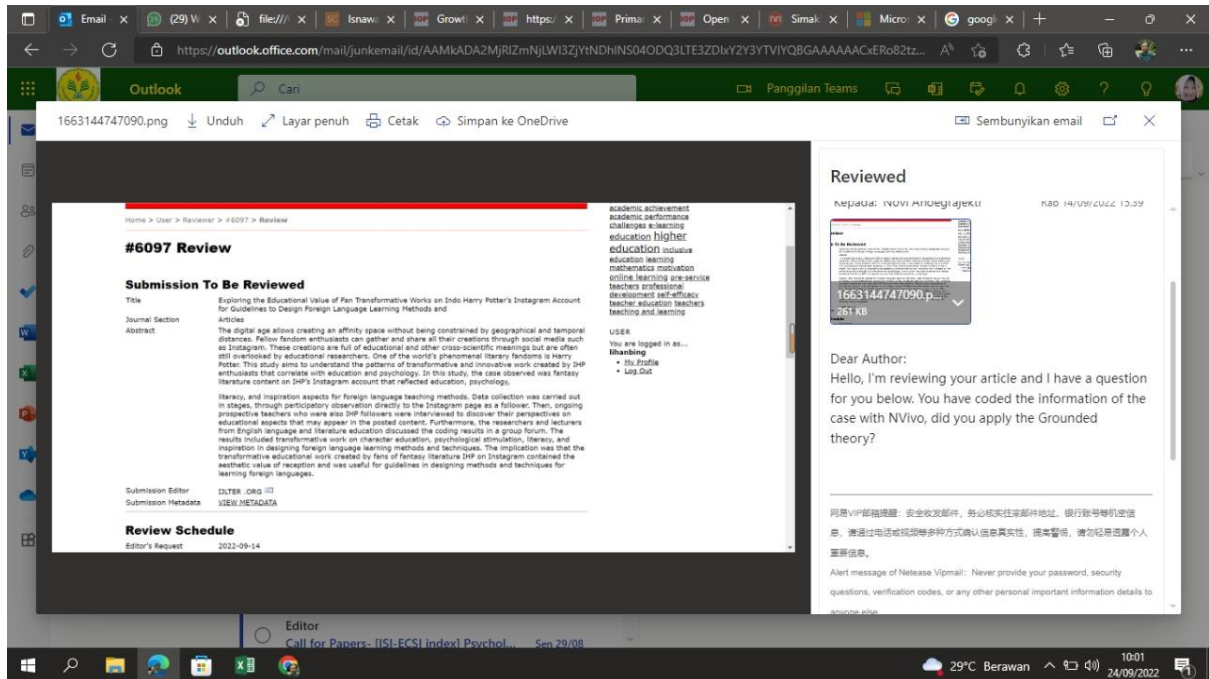 Email -
(29) W
file:///
Isnawa
Growt
https:/
Primar
Open
Simak
Micro
googl
https://outlook.office.com/mail/junkemail/id/
Outlook
Cari
Panggilan Teams
1663144747090.png
Unduh
Layar penuh
Cetak
Simpan ke OneDrive
Sembunyikan email
Home > User > Reviewer > #6097 > Review
#6097 Review
Submission To Be Reviewed
Title
Exploring the Educational Value of Fan Transformative Works on Indo Harry Potter's Instagram Account
for Guidelines to Design Foreign Language Learning Methods and
Journal Section
Articles
Abstract
The digital age allows creating an affinity space without being constrained by geographical and temporal
distances. Fellow fandom enthusiasts can gather and share all their creations through social media such
as Instagram. These creations are full of educational and other cross-scientific meanings but are often
still overlooked by educational researchers. One of the world's phenomenal literary fandoms is Harry
Potter. This study aims to understand the patterns of transformative and innovative work created by IHP
enthusiasts that correlate with education and psychology. In this study, the case observed was fantasy
literature content on IHP's Instagram account that reflected education, psychology,
literacy, and inspiration aspects for foreign language teaching methods. Data collection was carried out
in stages, through participatory observation directly to the Instagram page as a follower. Then, ongoing
prospective teachers who were also IHP followers were interviewed to discover their perspectives on
educational aspects that may appear in the posted content. Furthermore, the researchers and lecturers
from English language and literature education discussed the coding results in a group forum. The
results included transformative work on character education, psychological stimulation, literacy, and
inspiration in designing foreign language learning methods and techniques. The implication was that the
transformative educational work created by fans of fantasy literature IHP on Instagram contained the
aesthetic value of reception and was useful for guidelines in designing methods and techniques for
learning foreign languages.
Submission Editor
IJLTER .ORG
Submission Metadata
VIEW METADATA
Review Schedule
Editor's Request
2022-09-14
academic achievement
academic performance
challenges e-learning
education higher
education inclusive
education learning
mathematics motivation
online learning pre-service
teachers professional
development self-efficacy
teacher education teachers
teaching and learning
USER
You are logged in as...
lihanbing
My Profile
Log Out
Reviewed
Kepada: Novi Anoegrajekti
Rab 14/09/2022 15.39
1663144747090.p...
261 KB
Dear Author:
Hello, I'm reviewing your article and I have a question
for you below. You have coded the information of the
case with NVivo, did you apply the Grounded
theory?
网易VIP邮箱提醒：安全收发邮件，务必核实往来邮件地址、银行账号等机密信
息，请通过电话或视频等多种方式确认信息真实性，提高警惕，请勿轻易透露个人
重要信息。
Alert message of Netease Vipmail: Never provide your password, security
questions, verification codes, or any other personal important information details to
anyone else
Editor
Call for Papers- [ISI-ECSI index] Psychol...
Sen 29/08
29°C Berawan
10:01
24/09/2022